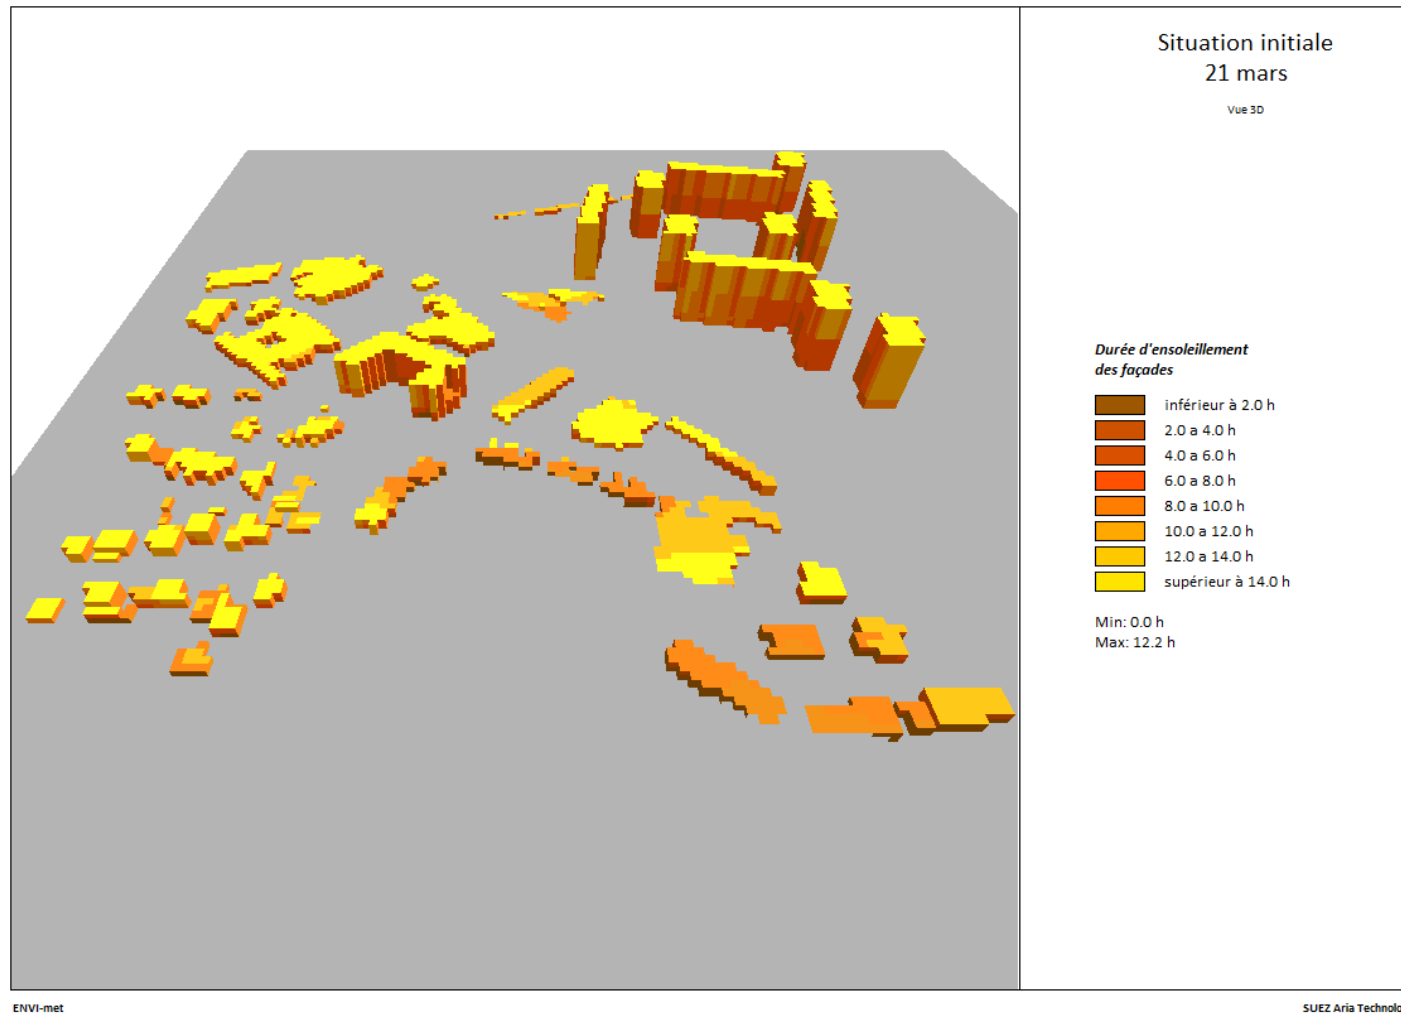 Situation initiale
21 mars
Vue 3D
Durée d'ensoleillement
des façades
inférieur à 2.0 h
2.0 a 4.0 h
4.0 a 6.0 h
6.0 a 8.0 h
8.0 a 10.0 h
10.0 a 12.0 h
12.0 a 14.0 h
supérieur à 14.0 h
Min: 0.0 h
Max: 12.2 h
ENVI-met
SUEZ Aria Technolo